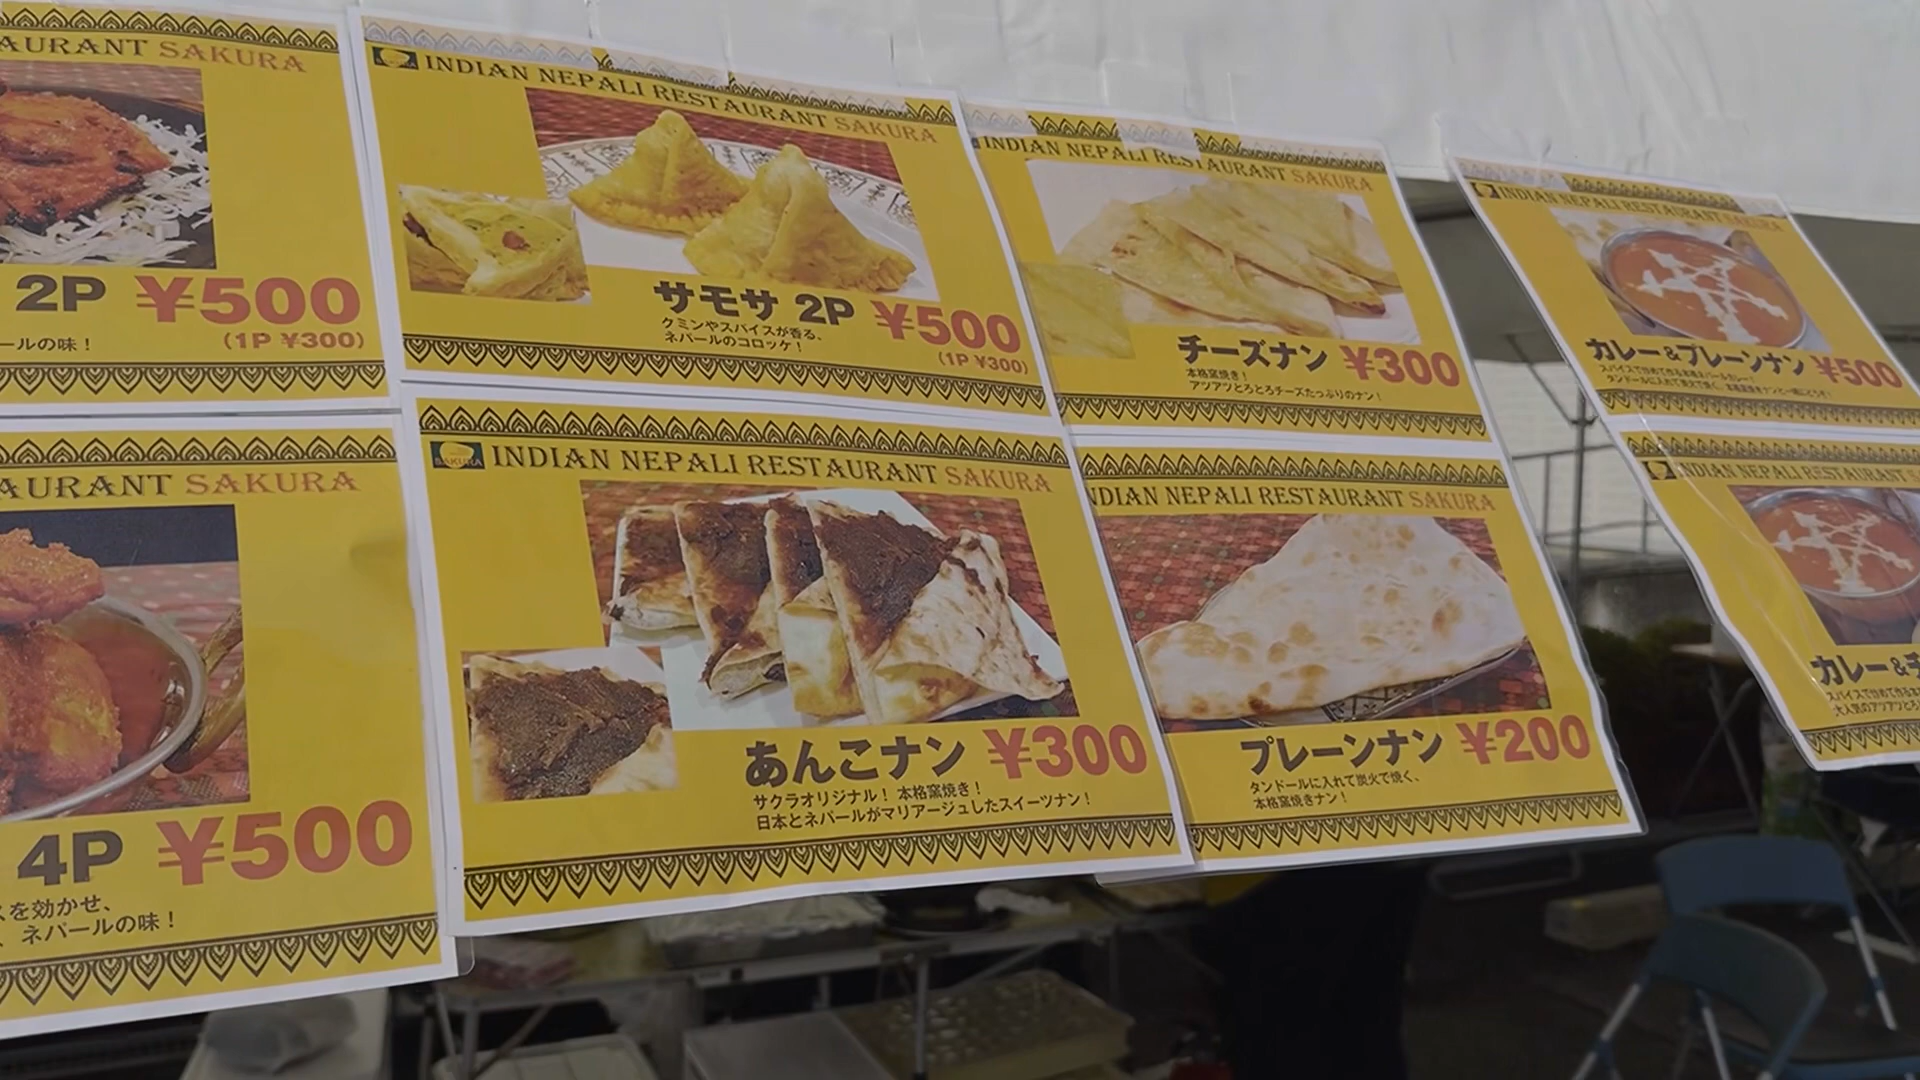 AURANT SAKURA
2P ¥500
(1P ¥300)
ールの味！
INDIAN NEPALI RESTAURANT SAKURA
サモサ 2P ¥500
クミンやスパイスが香る、
(1P ¥300)
ネパールのコロッケ！
INDIAN NEPALI RESTAURANT SAKURA
チーズナン ¥300
本格窯焼き！
アツアツとろとろチーズたっぷりのナン！
INDIAN NEPALI RESTAURANT SAKURA
カレー&プレーンナン ¥500
AURANT SAKURA
4P ¥500
スを効かせ、
、ネパールの味！
SAKURA
INDIAN NEPALI RESTAURANT SAKURA
あんこナン ¥300
サクラオリジナル！ 本格窯焼き！
日本とネパールがマリアージュしたスイーツナン！
NDIAN NEPALI RESTAURANT SAKURA
プレーンナン ¥200
タンドールに入れて炭火で焼く、
本格窯焼きナン！
INDIAN NEPALI RESTAURANT
カレー&チ